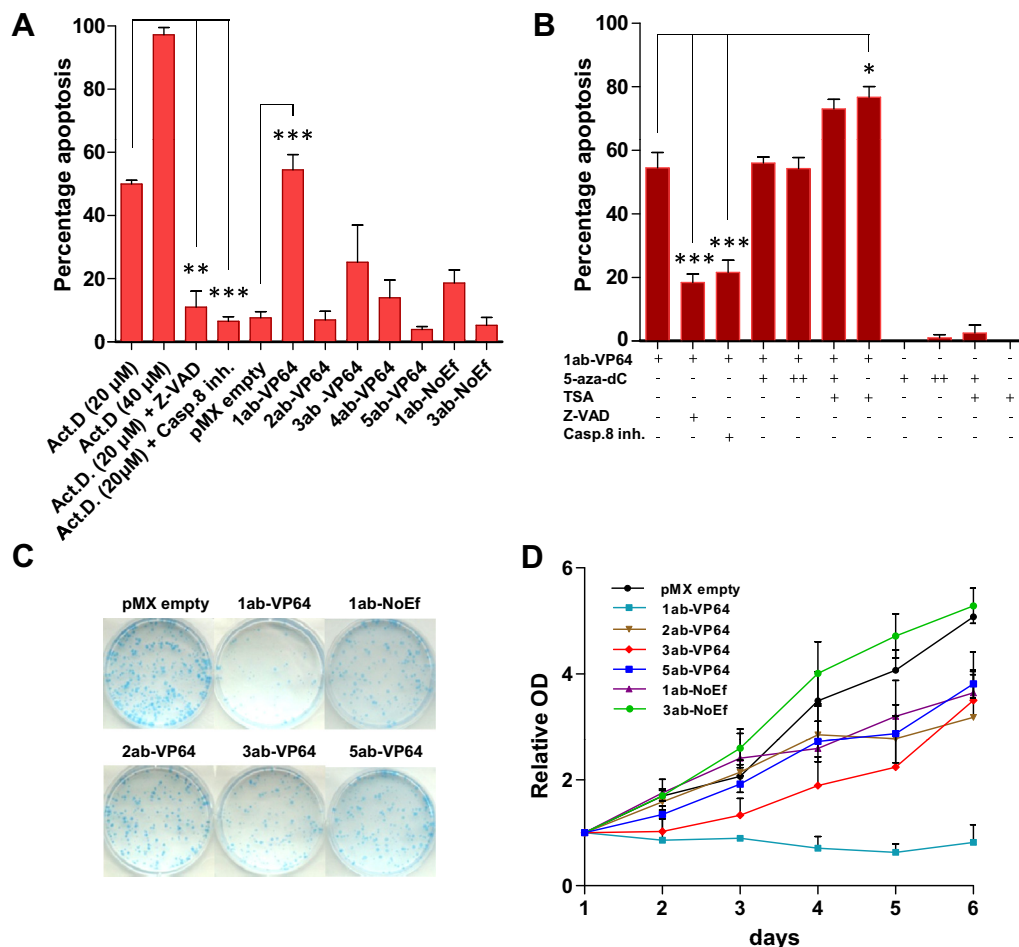 A
Percentage apoptosis
100
80
60
40
20
0
**
***
***
Act.D (20 µM)
Act.D (40 µM)
Act.D. (20 µM) + Z-VAD
Act.D. (20µM) + Casp.8 inh.
pMX empty
1ab-VP64
2ab-VP64
3ab -VP64
4ab-VP64
5ab-VP64
1ab-NoEf
3ab-NoEf
B
Percentage apoptosis
100
80
60
40
20
0
***
***
*
1ab-VP64 + + + + + + + - - - -
5-aza-dC - - - + ++ + - + ++ + -
TSA - - - - - + + - - + +
Z-VAD - + - - - - - - - - -
Casp.8 inh. - - + - - - - - - - -
C
pMX empty 1ab-VP64 1ab-NoEf
2ab-VP64 3ab-VP64 5ab-VP64
D
Relative OD
6
4
2
0
pMX empty
1ab-VP64
2ab-VP64
3ab-VP64
5ab-VP64
1ab-NoEf
3ab-NoEf
1 2 3 4 5 6
days